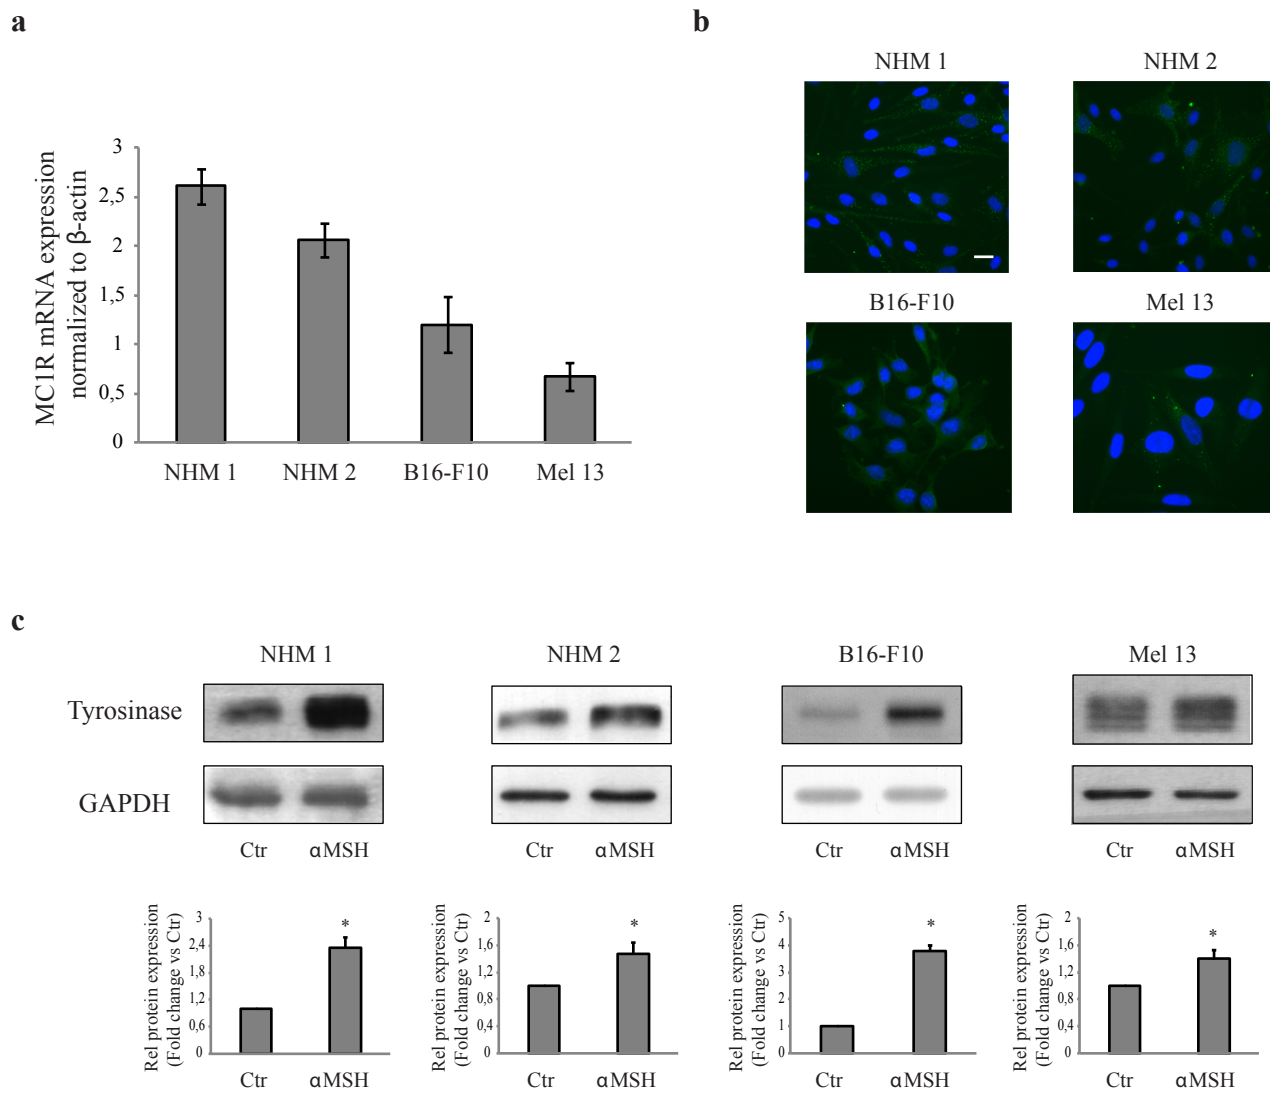 a
MC1R mRNA expression
normalized to β-actin
3
2,5
2
1,5
1
0,5
0
NHM 1
NHM 2
B16-F10
Mel 13
b
NHM 1
NHM 2
B16-F10
Mel 13
c
NHM 1
NHM 2
B16-F10
Mel 13
Tyrosinase
GAPDH
Ctr
αMSH
Ctr
αMSH
Ctr
αMSH
Ctr
αMSH
Rel protein expression
(Fold change vs Ctr)
3
2,4
1,8
1,2
0,6
0
*
Ctr
αMSH
Rel protein expression
(Fold change vs Ctr)
2
1,6
1,2
0,8
0,4
0
*
Ctr
αMSH
Rel protein expression
(Fold change vs Ctr)
5
4
3
2
1
0
*
Ctr
αMSH
Rel protein expression
(Fold change vs Ctr)
2
1,6
1,2
0,8
0,4
0
*
Ctr
αMSH